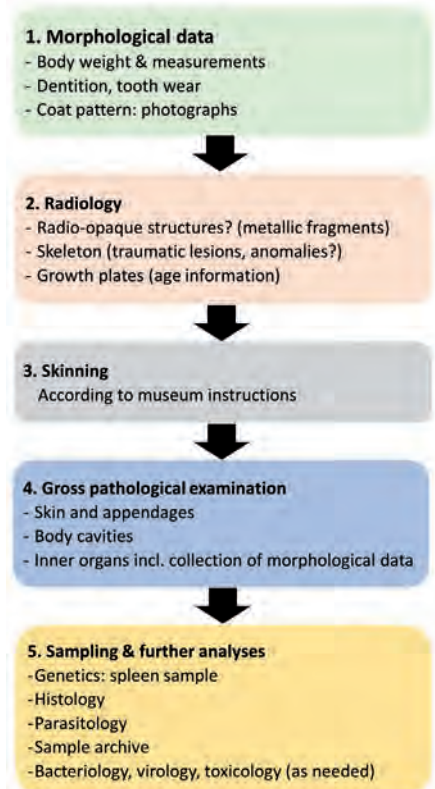 1. Morphological data
- Body weight & measurements
- Dentition, tooth wear
- Coat pattern: photographs
2. Radiology
- Radio-opaque structures? (metallic fragments)
- Skeleton (traumatic lesions, anomalies?)
- Growth plates (age information)
3. Skinning
According to museum instructions
4. Gross pathological examination
- Skin and appendages
- Body cavities
- Inner organs incl. collection of morphological data
5. Sampling & further analyses
-Genetics: spleen sample
-Histology
-Parasitology
-Sample archive
-Bacteriology, virology, toxicology (as needed)